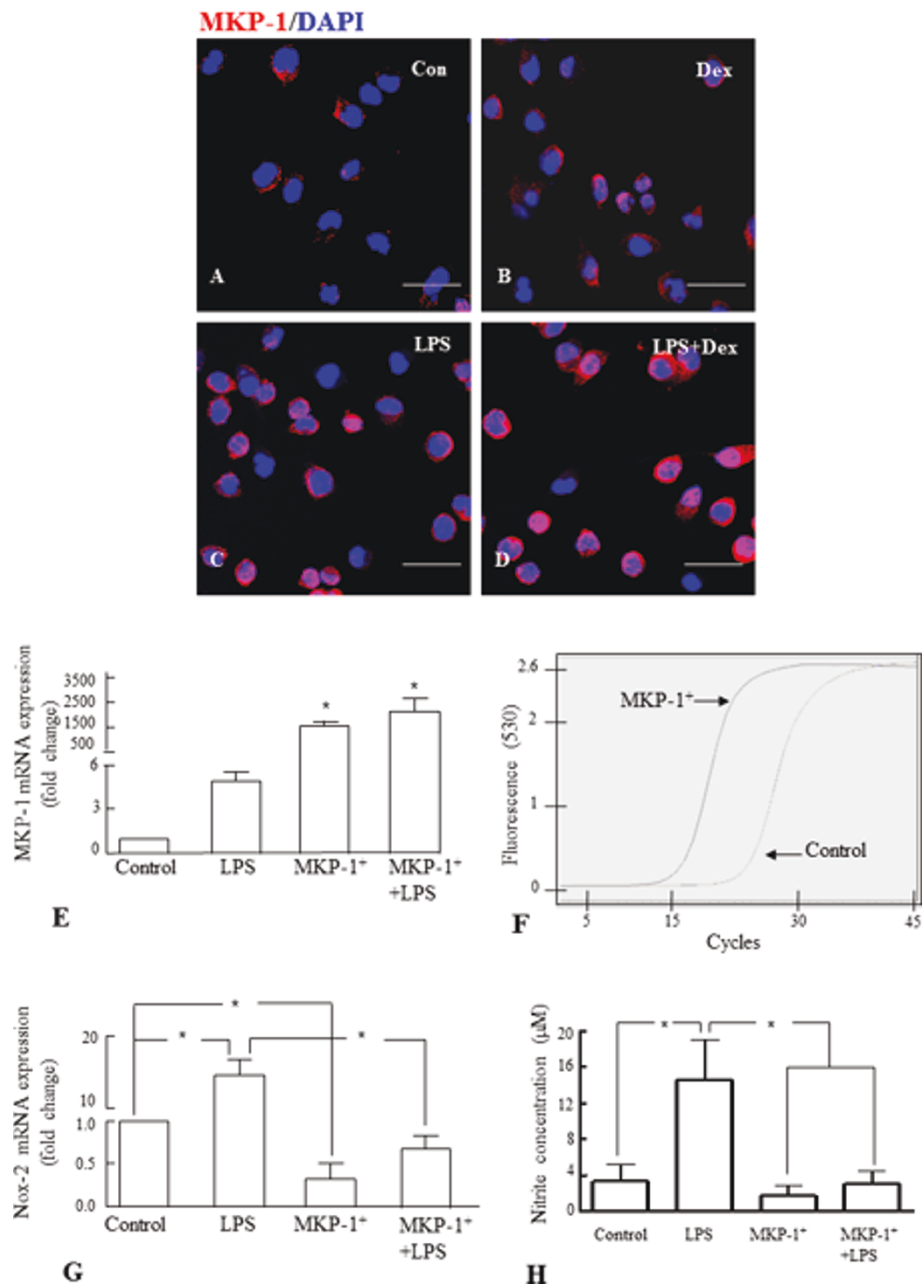 MKP-1/DAPI
Con
A
Dex
B
LPS
C
LPS+Dex
D
MKP-1 mRNA expression
(fold change)
3500
2500
1500
500
6
3
0
*
*
Control
LPS
MKP-1+
MKP-1+
+LPS
E
Fluorescence (530)
2.6
2
1
0
MKP-1+
Control
5
15
30
45
Cycles
F
Nox-2 mRNA expression
(fold change)
20
10
1.0
0.5
0.0
*
*
*
Control
LPS
MKP-1+
MKP-1+
+LPS
G
Nitrite concentration (µM)
20
16
12
8
4
0
*
*
Control
LPS
MKP-1+
MKP-1+
+LPS
H